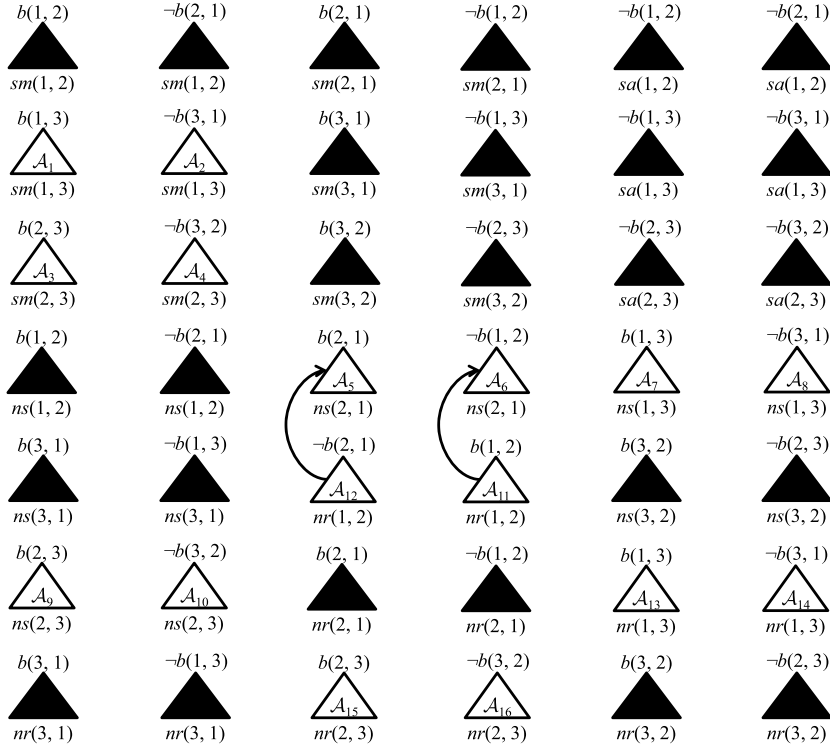 b(1, 2) ¬b(2, 1) b(2, 1) ¬b(1, 2) ¬b(1, 2) ¬b(2, 1)
sm(1, 2) sm(1, 2) sm(2, 1) sm(2, 1) sa(1, 2) sa(1, 2)
b(1, 3) ¬b(3, 1) b(3, 1) ¬b(1, 3) ¬b(1, 3) ¬b(3, 1)
A₁ A₂
sm(1, 3) sm(1, 3) sm(3, 1) sm(3, 1) sa(1, 3) sa(1, 3)
b(2, 3) ¬b(3, 2) b(3, 2) ¬b(2, 3) ¬b(2, 3) ¬b(3, 2)
A₃ A₄
sm(2, 3) sm(2, 3) sm(3, 2) sm(3, 2) sa(2, 3) sa(2, 3)
b(1, 2) ¬b(2, 1) b(2, 1) ¬b(1, 2) b(1, 3) ¬b(3, 1)
A₅ A₆ A₇ A₈
ns(1, 2) ns(1, 2) ns(2, 1) ns(2, 1) ns(1, 3) ns(1, 3)
b(3, 1) ¬b(1, 3) ¬b(2, 1) b(1, 2) b(3, 2) ¬b(2, 3)
A₁₂ A₁₁
ns(3, 1) ns(3, 1) nr(1, 2) nr(1, 2) ns(3, 2) ns(3, 2)
b(2, 3) ¬b(3, 2) b(2, 1) ¬b(1, 2) b(1, 3) ¬b(3, 1)
A₉ A₁₀ A₁₃ A₁₄
ns(2, 3) ns(2, 3) nr(2, 1) nr(2, 1) nr(1, 3) nr(1, 3)
b(3, 1) ¬b(1, 3) b(2, 3) ¬b(3, 2) b(3, 2) ¬b(2, 3)
A₁₅ A₁₆
nr(3, 1) nr(3, 1) nr(2, 3) nr(2, 3) nr(3, 2) nr(3, 2)